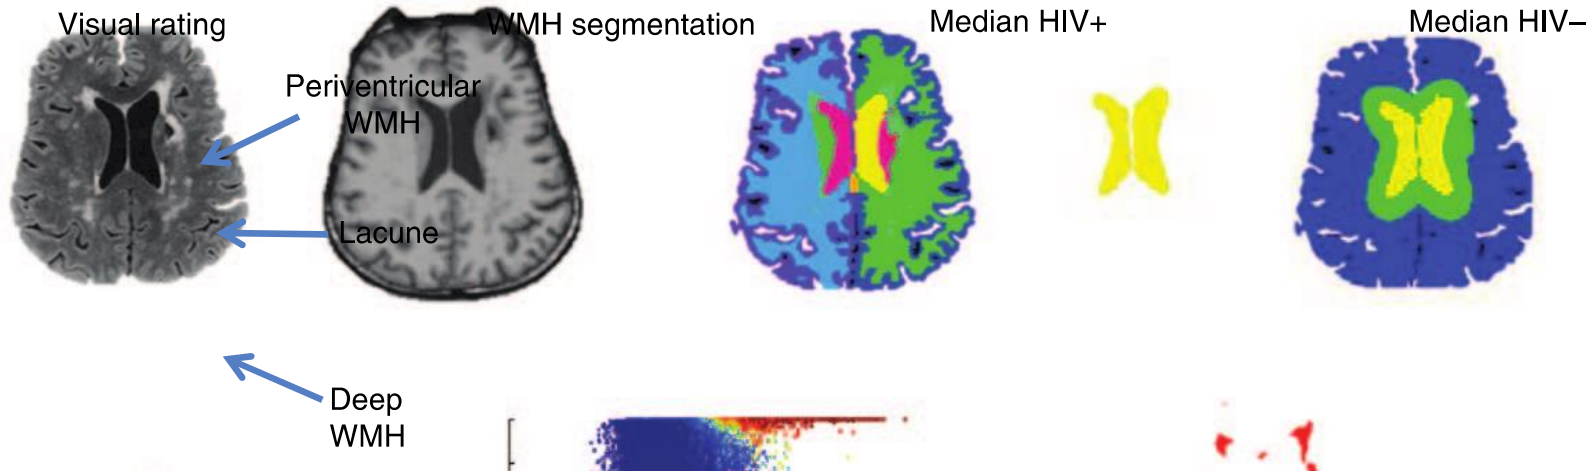 Visual rating
WMH segmentation
Median HIV+
Median HIV–
Periventricular
WMH
Lacune
Deep
WMH